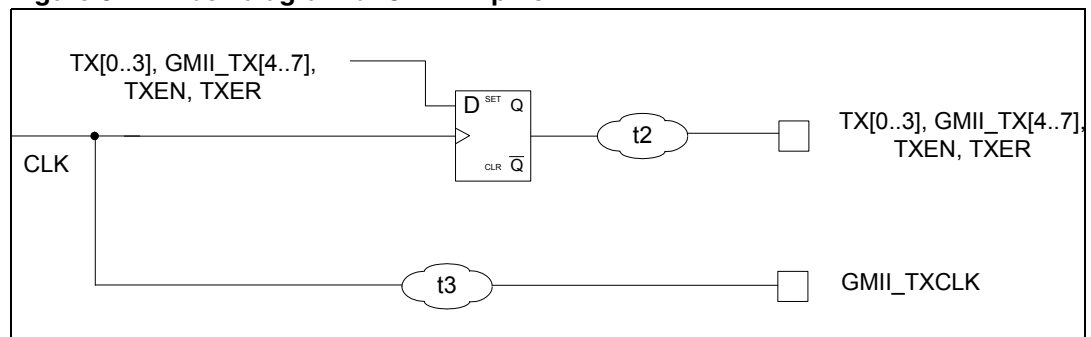 TX[0..3], GMII_TX[4..7],
TXEN, TXER
D SET Q
CLR Q
CLK
t2
TX[0..3], GMII_TX[4..7],
TXEN, TXER
t3
GMII_TXCLK